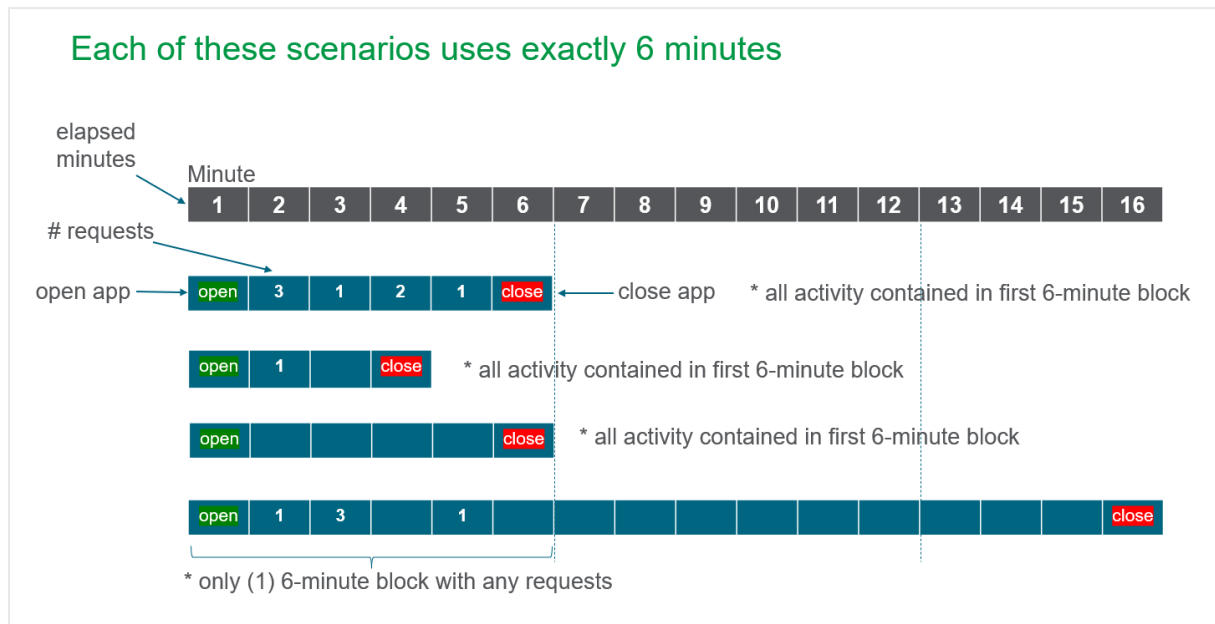 Each of these scenarios uses exactly 6 minutes
elapsed
minutes
Minute
1 2 3 4 5 6 7 8 9 10 11 12 13 14 15 16
# requests
open app
open 3 1 2 1 close
close app
* all activity contained in first 6-minute block
open 1 close
* all activity contained in first 6-minute block
open close
* all activity contained in first 6-minute block
open 1 3 1 close
* only (1) 6-minute block with any requests